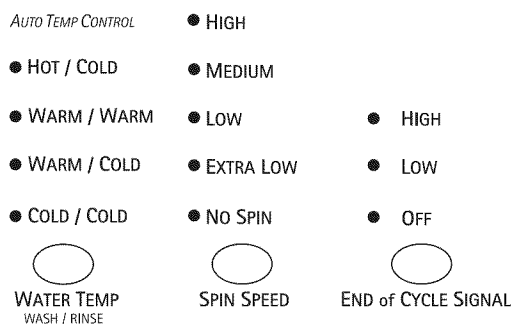 AUTO TEMP CONTROL
HOT / COLD
WARM / WARM
WARM / COLD
COLD / COLD
WATER TEMP
WASH / RINSE
HIGH
MEDIUM
LOW
EXTRA LOW
NO SPIN
SPIN SPEED
HIGH
LOW
OFF
END of CYCLE SIGNAL